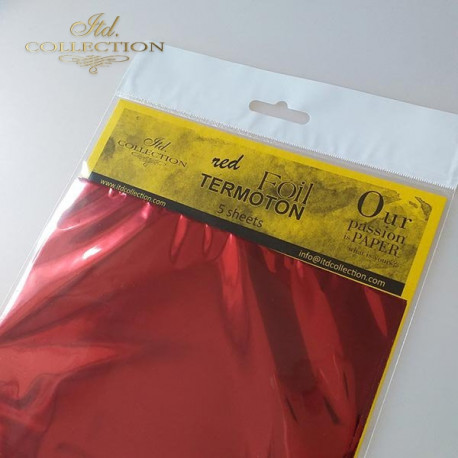 Itd.
COLLECTION
Itd.
COLLECTION
red
Foil
TERMOTON
5 sheets
Our
passion
is PAPER
www.itdcollection.com
info@itdcollection.com